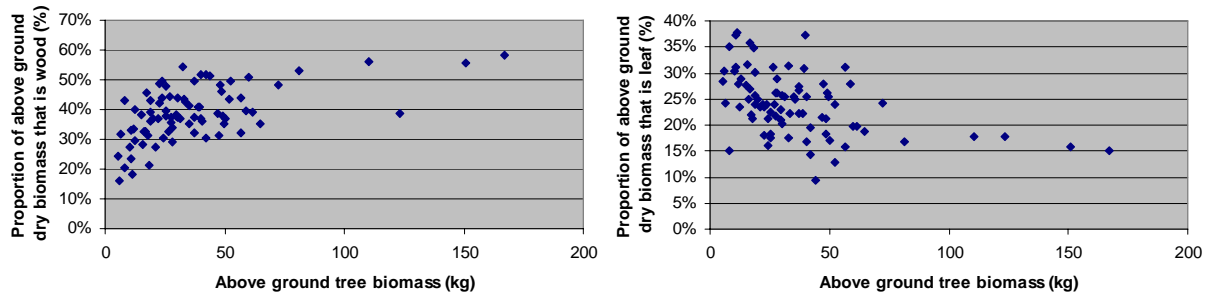 Proportion of above ground
dry biomass that is wood (%)
70%
60%
50%
40%
30%
20%
10%
0%
0 50 100 150 200
Above ground tree biomass (kg)
Proportion of above ground
dry biomass that is leaf (%)
40%
35%
30%
25%
20%
15%
10%
5%
0%
0 50 100 150 200
Above ground tree biomass (kg)